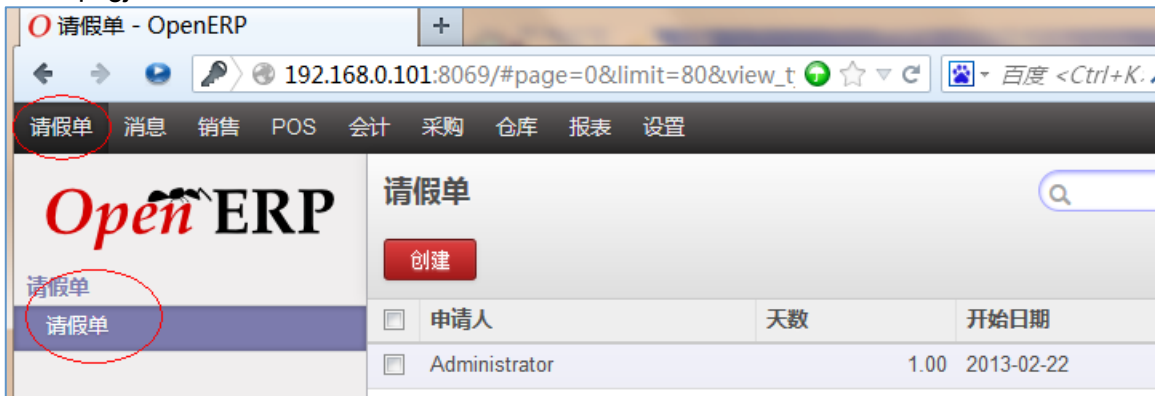 请假单 - OpenERP
192.168.0.101:8069/#page=0&limit=80&view_t
百度 <Ctrl+K.
请假单 消息 销售 POS 会计 采购 仓库 报表 设置
OpenERP
请假单
请假单
请假单
创建
申请人 天数 开始日期
Administrator 1.00 2013-02-22